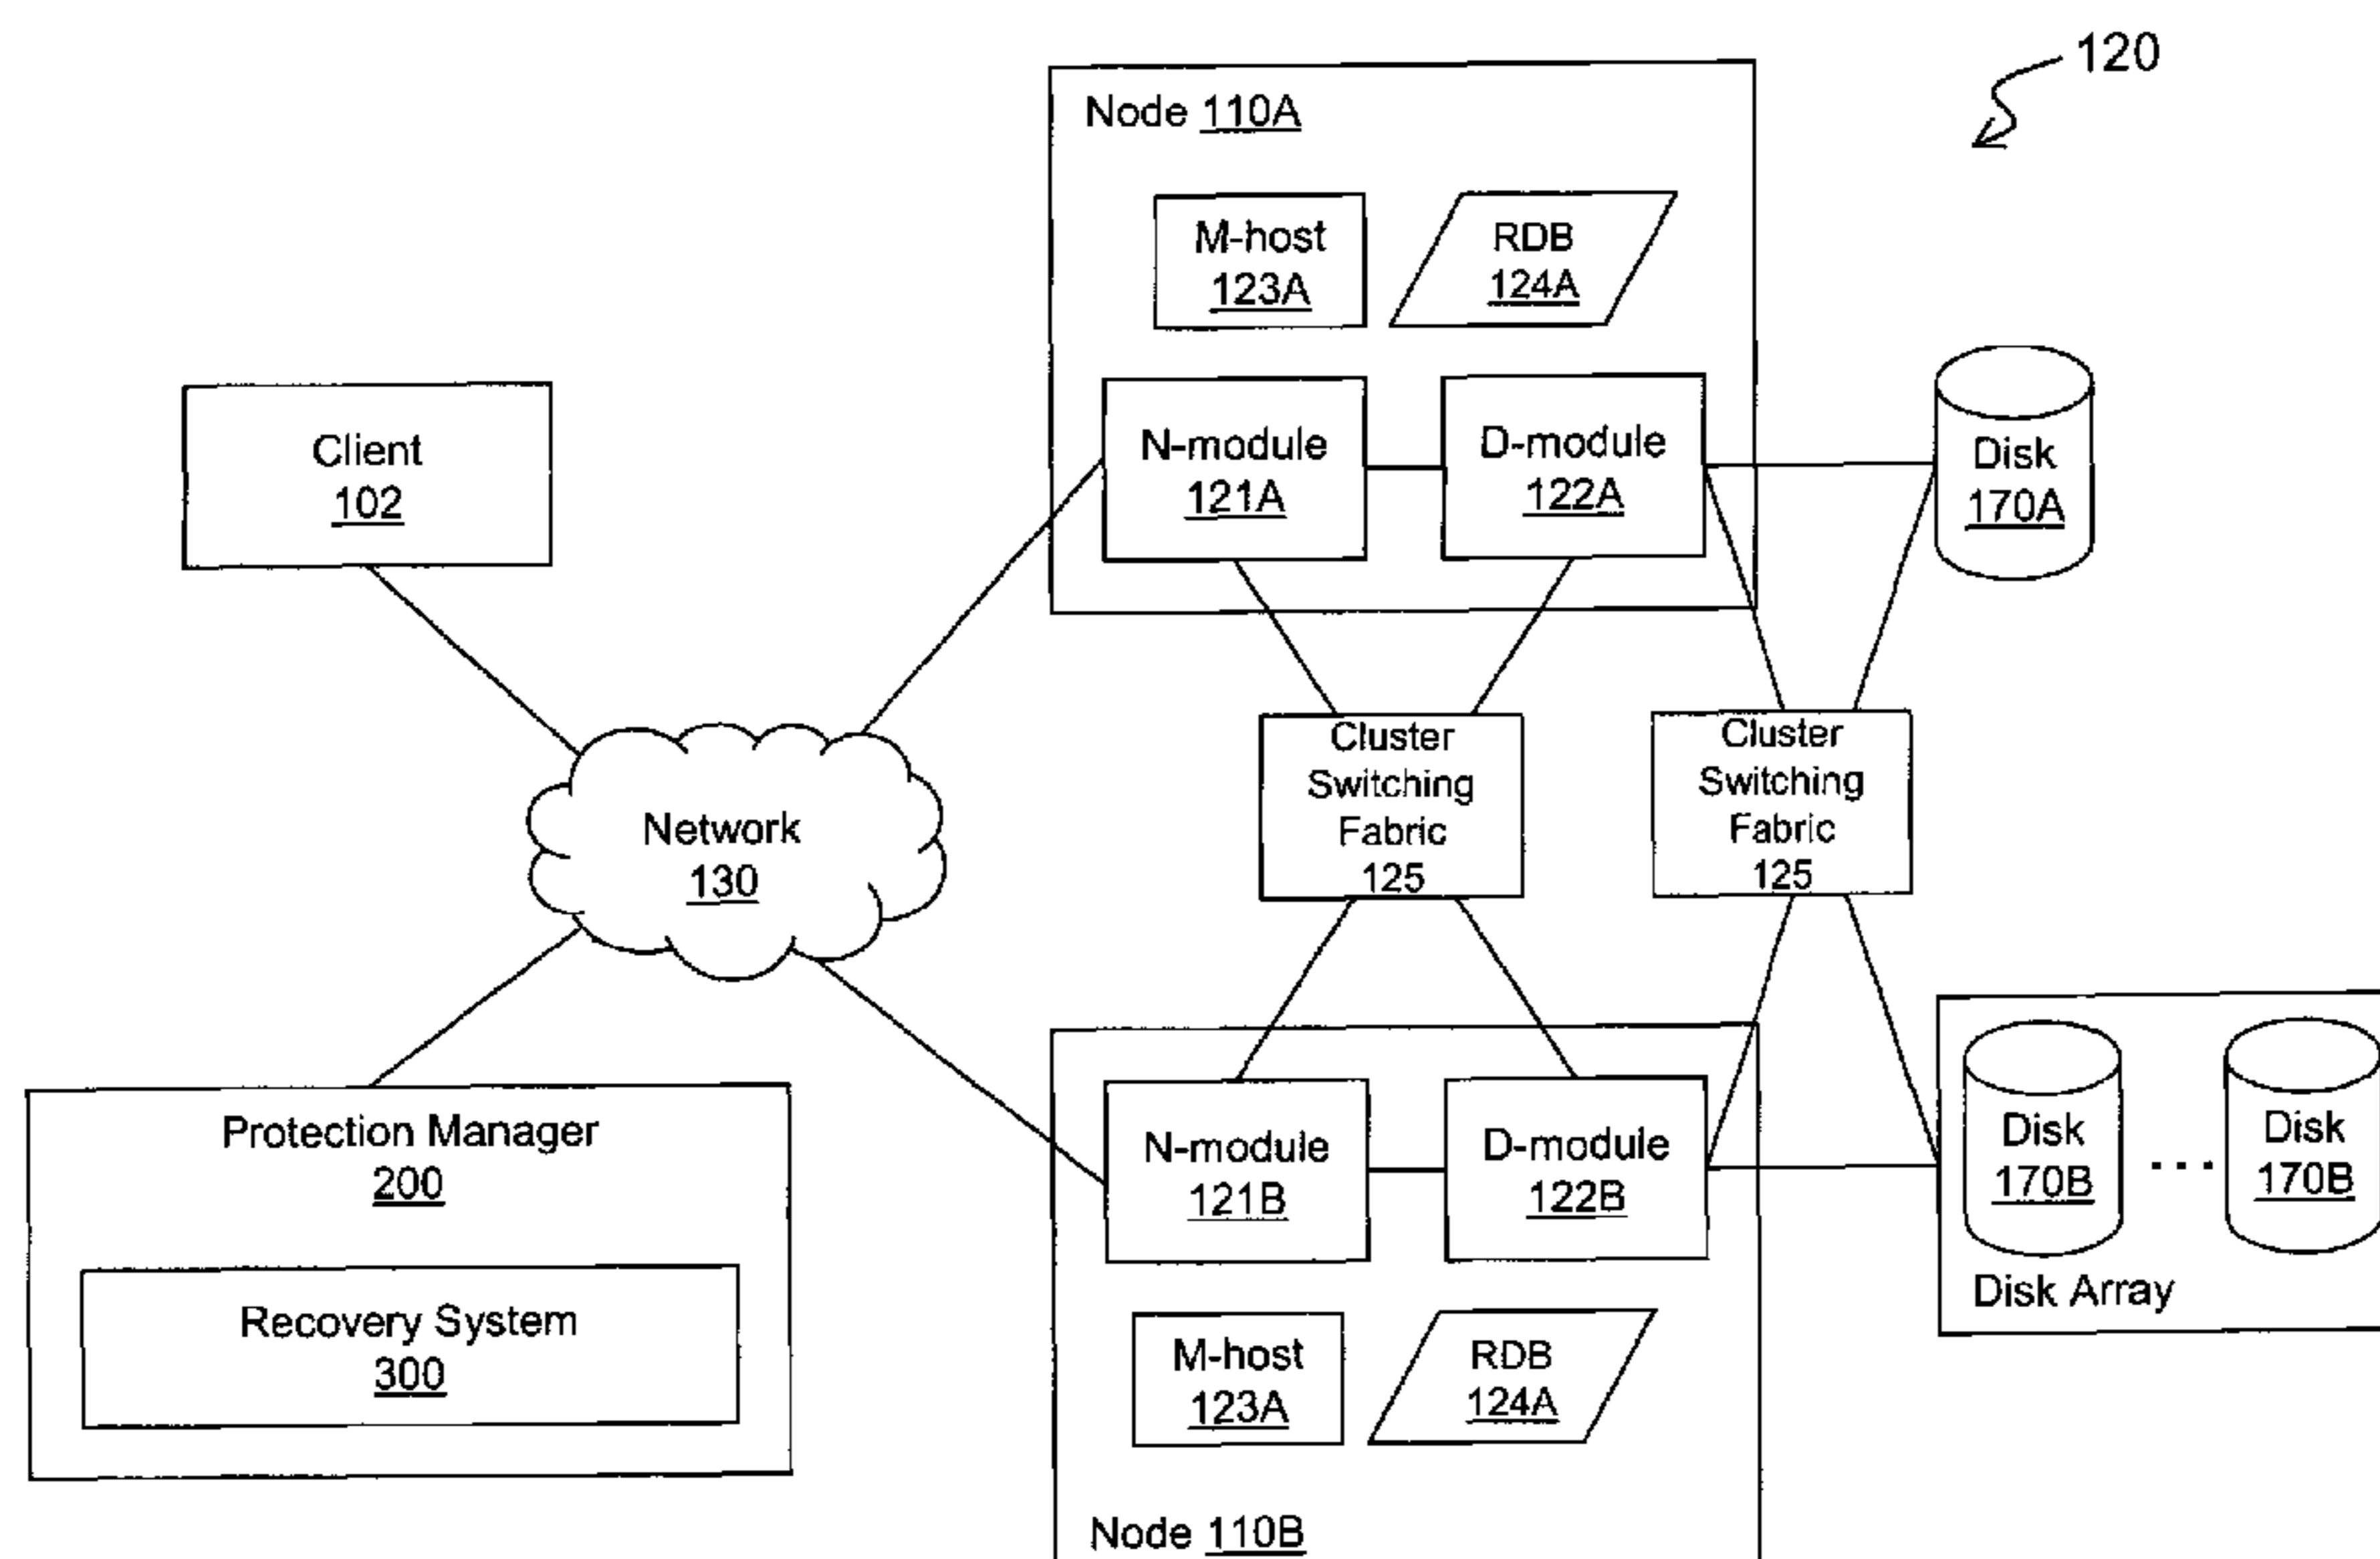 120
Node 110A
M-host
123A
RDB
124A
N-module
121A
D-module
122A
Disk
170A
Client
102
Cluster
Switching
Fabric
125
Cluster
Switching
Fabric
125
Network
130
Protection Manager
200
Recovery System
300
N-module
121B
D-module
122B
Disk
170B
...
Disk
170B
Disk Array
M-host
123A
RDB
124A
Node 110B